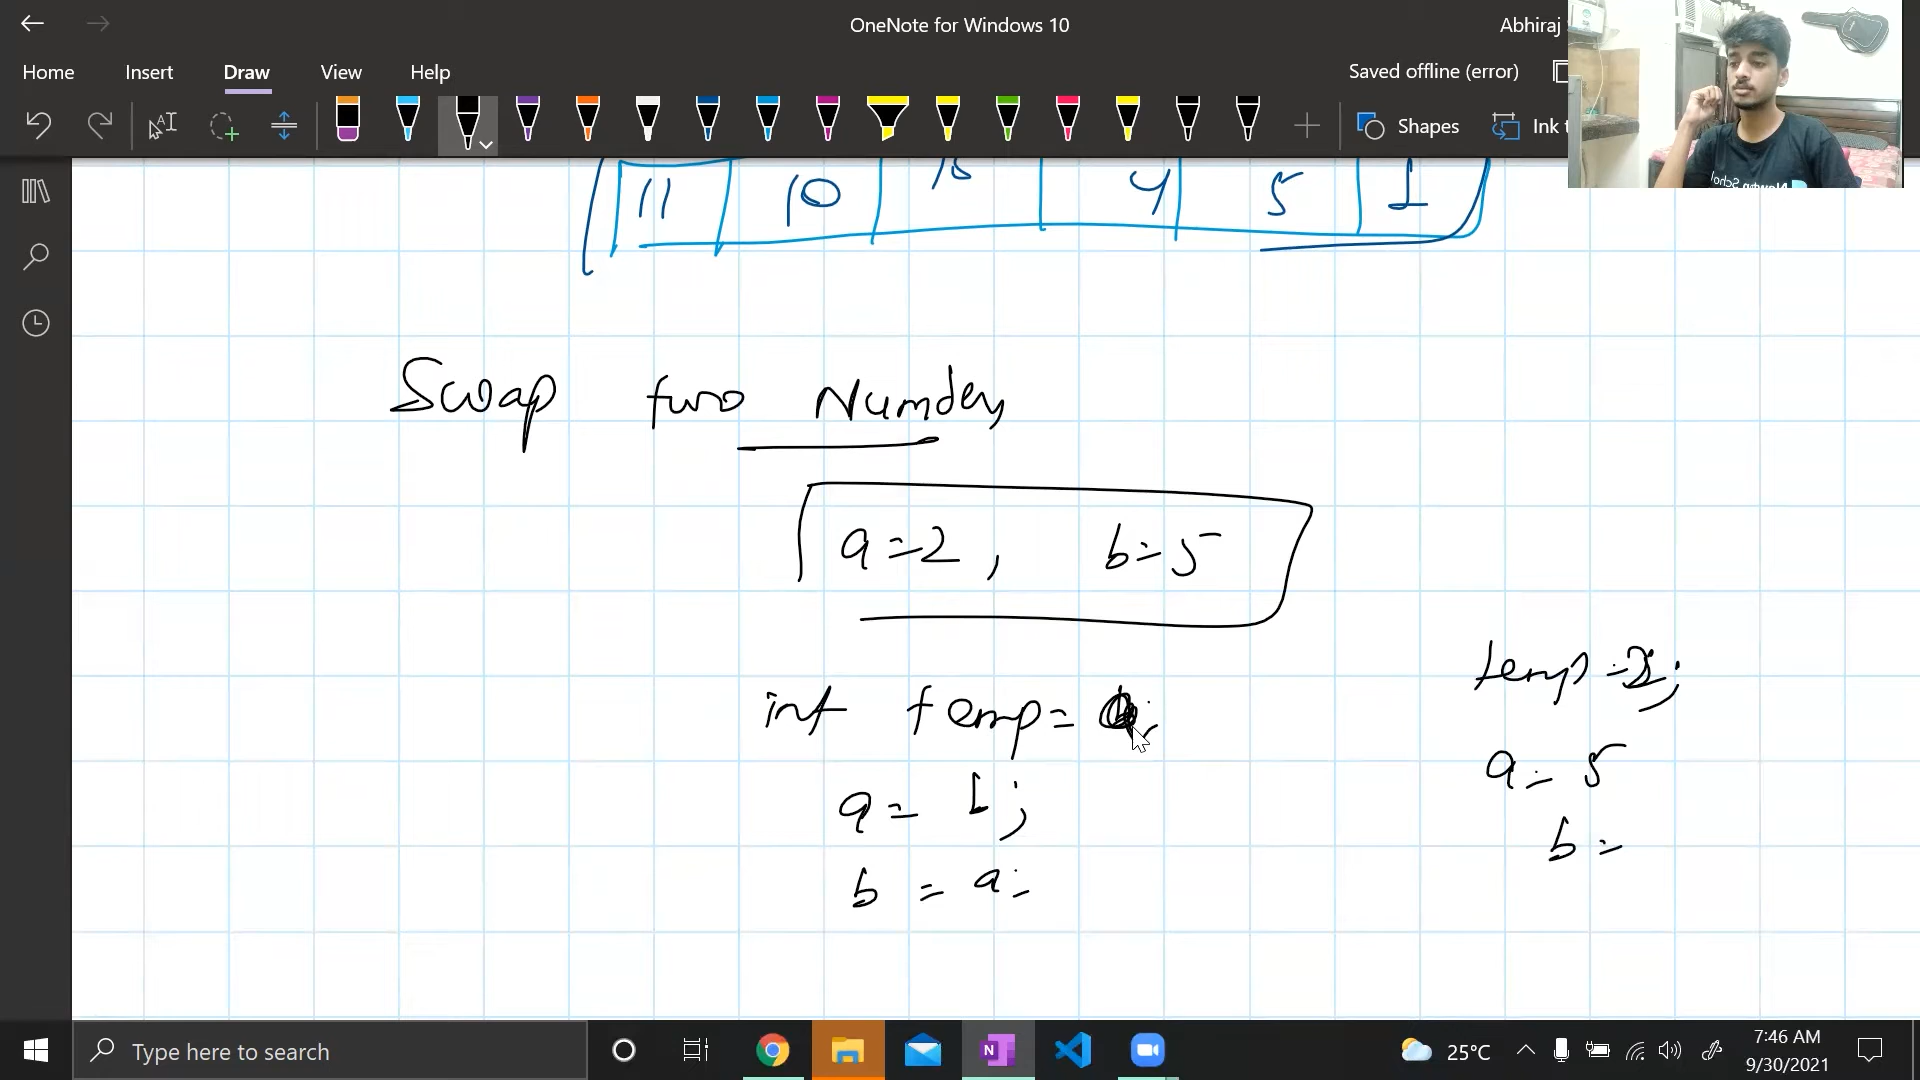 OneNote for Windows 10
Abhiraj
Home Insert Draw View Help
Saved offline (error)
Shapes
Ink t
11 10 4 5 1
Swap two Number,
a=2, b=5
temp=2;
int temp= ;
a= 5
a= b;
b =
b = a;
Type here to search
25°C
7:46 AM
9/30/2021